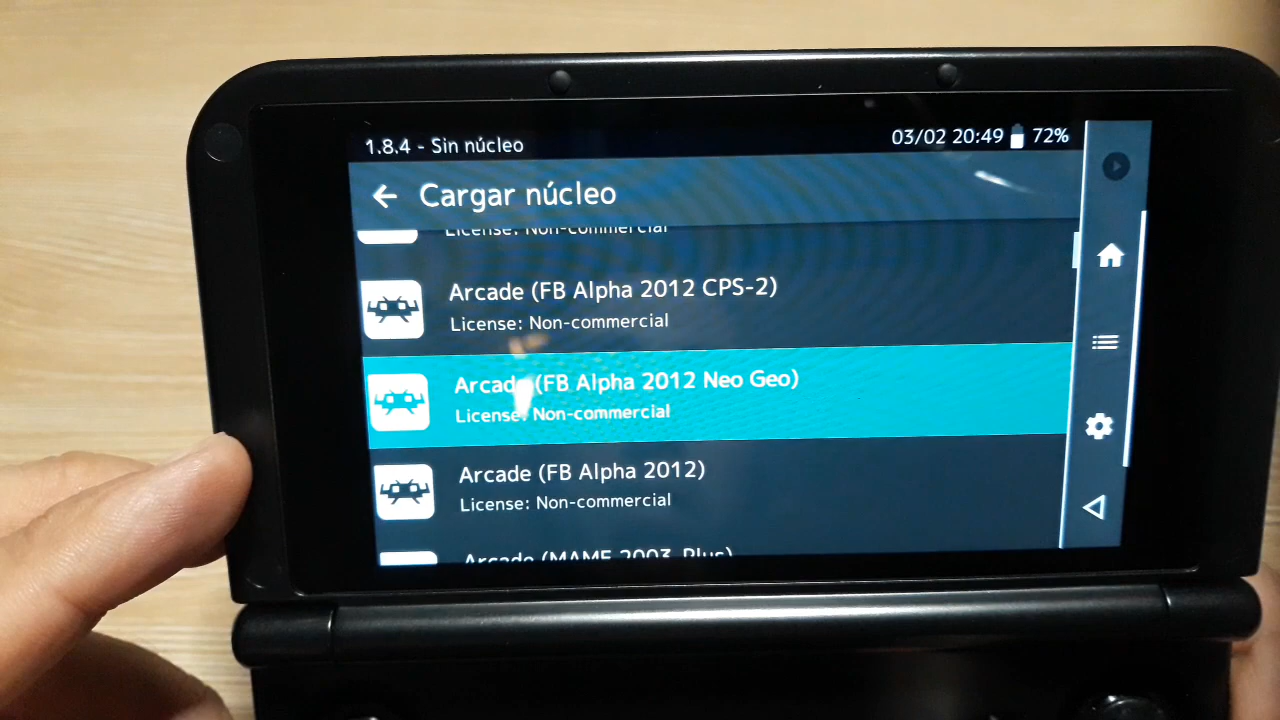 1.8.4 - Sin núcleo
03/02 20:49 72%
Cargar núcleo
License: Non-commercial
Arcade (FB Alpha 2012 CPS-2)
License: Non-commercial
Arcade (FB Alpha 2012 Neo Geo)
License: Non-commercial
Arcade (FB Alpha 2012)
License: Non-commercial
Arcade (MAME 2003-Plus)